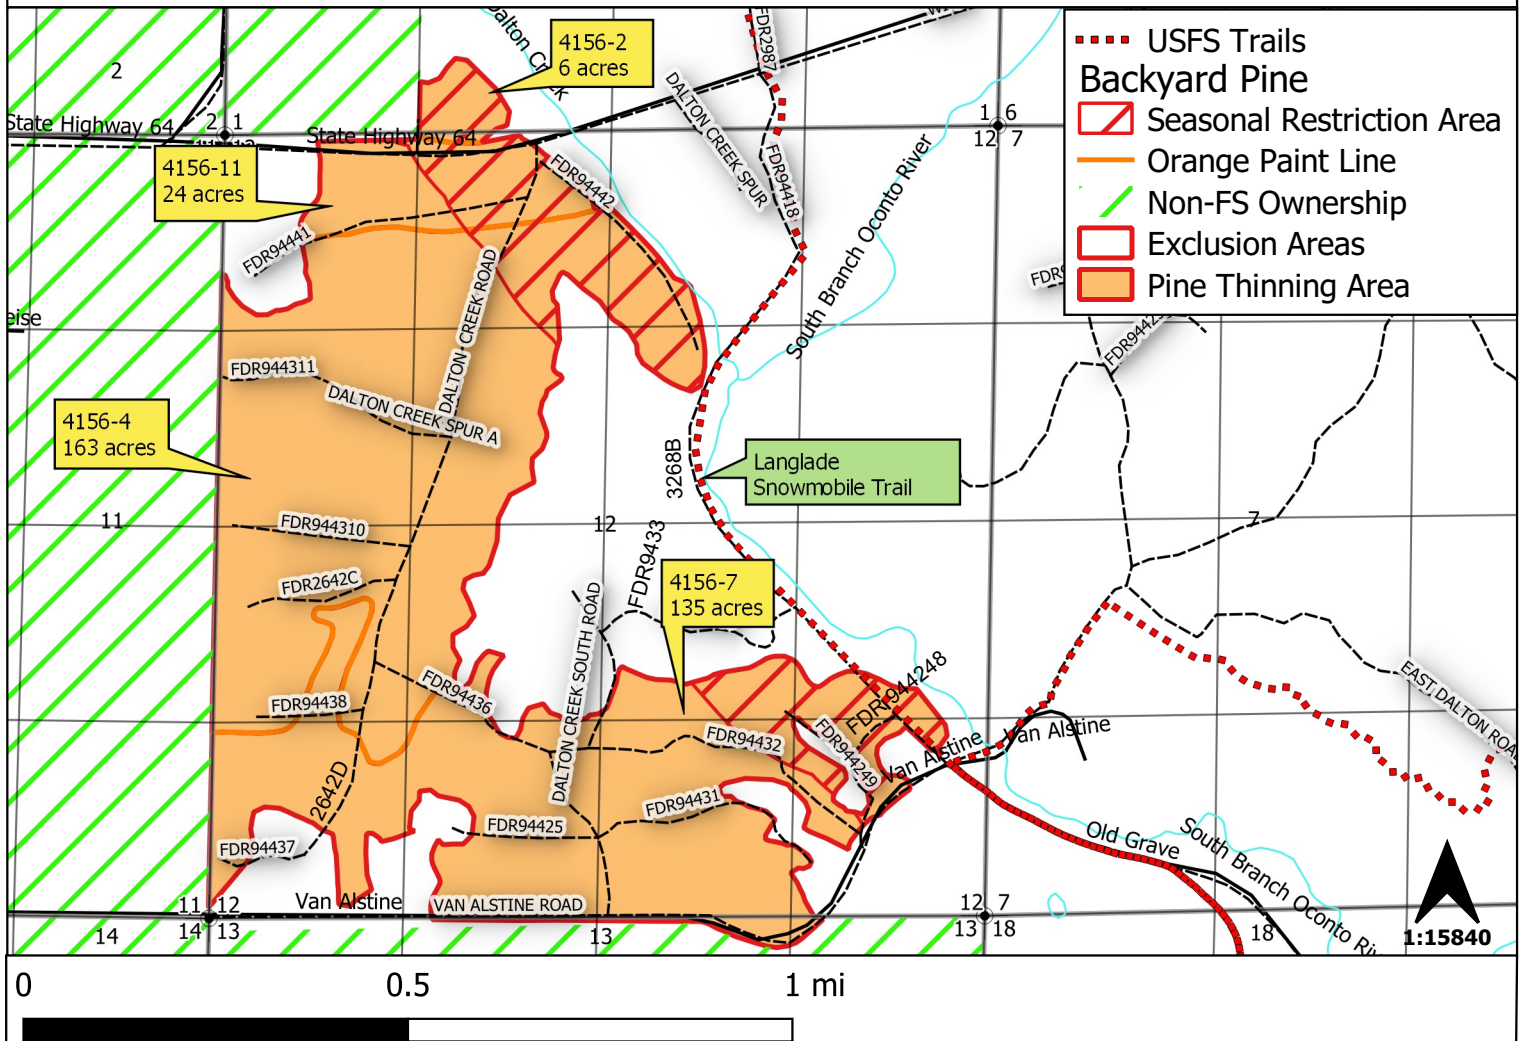 Dalton Creek
4156-2
6 acres
FDR2987
USFS Trails
Backyard Pine
Seasonal Restriction Area
Orange Paint Line
Non-FS Ownership
Exclusion Areas
Pine Thinning Area
2
State Highway 64
2 1
State Highway 64
DALTON CREEK SPUR
1 6
12 7
4156-11
24 acres
FDR94442
FDR94418
South Branch Oconto River
FDR94441
DALTON CREEK ROAD
eise
FDR944311
DALTON CREEK SPUR A
4156-4
163 acres
3268B
Langlade
Snowmobile Trail
11
FDR944310
12
7
FDR9433
FDR2642C
4156-7
135 acres
DALTON CREEK SOUTH ROAD
FDR94436
FDR944248
FDR94438
FDR94432
FDR944249
Van Alstine
Van Alstine
EAST DALTON ROA
2642D
FDR94431
FDR94425
FDR94437
Old Grave
South Branch Oconto Riv
Van Alstine
VAN ALSTINE ROAD
11 12
14 13
14
13
12 7
13 18
18
1:15840
0
0.5
1 mi